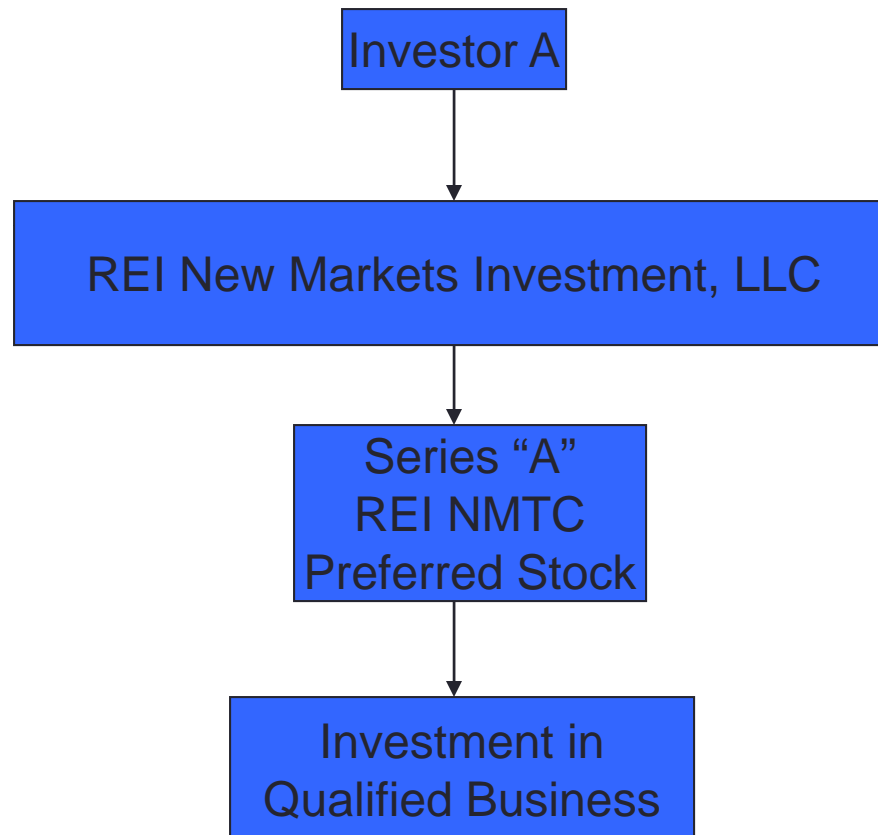 Investor A
REI New Markets Investment, LLC
Series “A”
REI NMTC
Preferred Stock
Investment in
Qualified Business